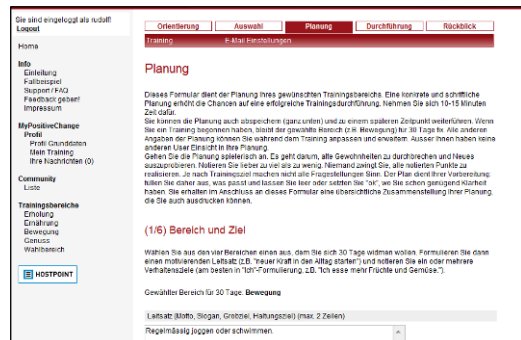 Sie sind eingeloggt als rudolf!
Logout
Home
Info
Einleitung
Fallbeispiel
Support / FAQ
Feedback geben!
Impressum
MyPositiveChange
Profil
Profil Grunddaten
Mein Training
Ihre Nachrichten (0)
Community
Liste
Trainingsbereiche
Erholung
Ernährung
Bewegung
Genuss
Wahlbereich
HOSTPOINT
Orientierung Auswahl Planung Durchführung Rückblick
Training E-Mail Einstellungen
Planung
Dieses Formular dient der Planung Ihres gewünschten Trainingsbereichs. Eine konkrete und schriftliche
Planung erhöht die Chancen auf eine erfolgreiche Trainingsdurchführung. Nehmen Sie sich 10-15 Minuten
Zeit dafür.
Sie können die Planung auch abspeichern (ganz unten) und zu einem späteren Zeitpunkt weiterführen. Wenn
Sie ein Training begonnen haben, bleibt der gewählte Bereich (z.B. Bewegung) für 30 Tage fix. Alle anderen
Angaben der Planung können Sie während dem Training anpassen und erweitern. Ausser Ihnen haben keine
anderen User Einsicht in Ihre Planung.
Gehen Sie die Planung spielerisch an. Es geht darum, alte Gewohnheiten zu durchbrechen und Neues
auszuprobieren. Notieren Sie lieber zu viel als zu wenig. Niemand zwingt Sie, alle notierten Punkte zu
realisieren. Je nach Trainingsziel machen nicht alle Fragestellungen Sinn. Der Plan dient Ihrer Vorbereitung:
füllen Sie daher aus, was passt und lassen Sie leer oder setzten Sie "ok", wo Sie schon genügend Klarheit
haben. Sie erhalten im Anschluss an dieses Formular eine übersichtliche Zusammenstellung Ihrer Planung,
die Sie auch ausdrucken können.
(1/6) Bereich und Ziel
Wählen Sie aus den vier Bereichen einen aus, dem Sie sich 30 Tage widmen wollen. Formulieren Sie dann
einen motivierenden Leitsatz (z.B. "neuer Kraft in den Alltag starten") und notieren Sie ein oder mehrere
Verhaltensziele (am besten in "Ich"-Formulierung, z.B. "Ich esse mehr Früchte und Gemüse.").
Gewählter Bereich für 30 Tage: Bewegung
Leitsatz (Motto, Slogan, Grobziel, Haltungsziel) (max. 2 Zeilen)
Regelmässig joggen oder schwimmen.